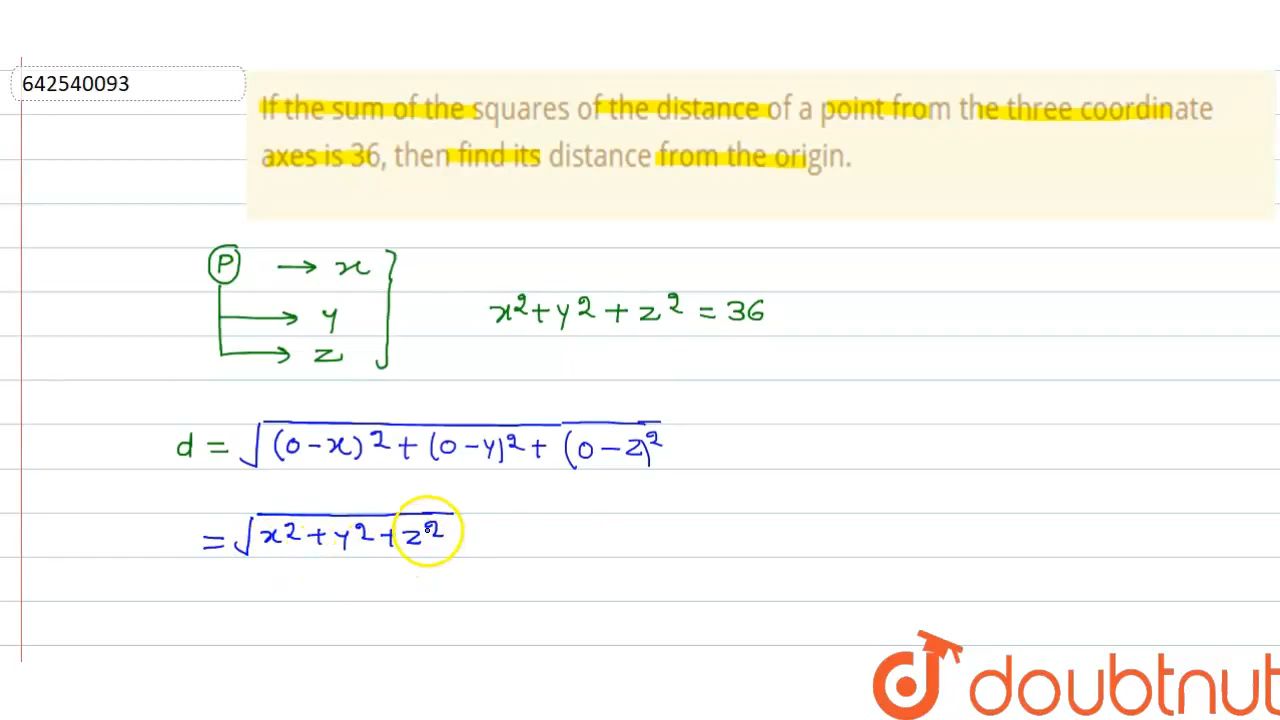 642540093
If the sum of the squares of the distance of a point from the three coordinate
axes is 36, then find its distance from the origin.
P → x
→ y
→ z
x²+y²+z²=36
d = √(0-x)²+(0-y)²+(0-z)²
= √x²+y²+z²
doubtnut